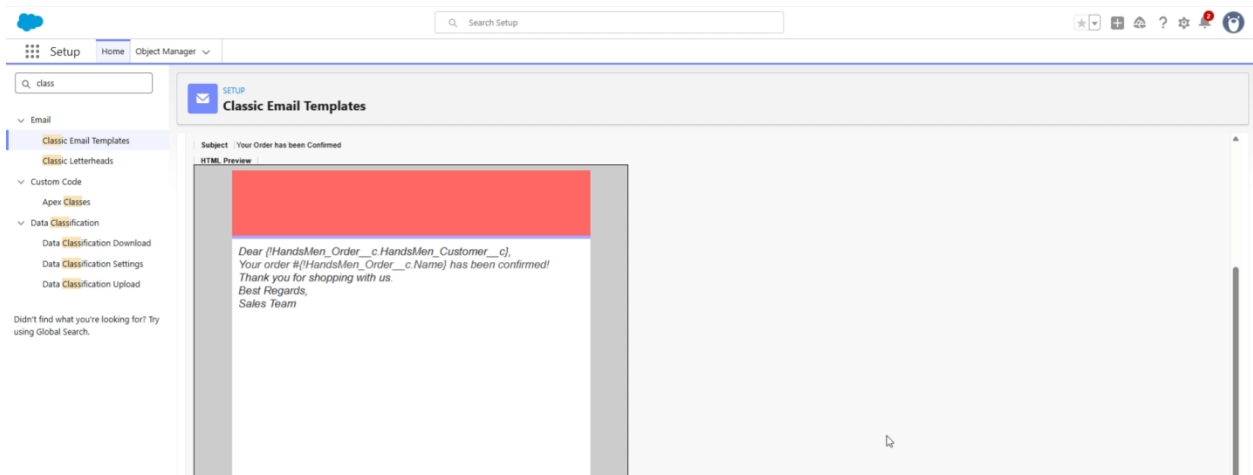 Search Setup
2
Setup
Home
Object Manager
class
Email
Classic Email Templates
Classic Letterheads
Custom Code
Apex Classes
Data Classification
Data Classification Download
Data Classification Settings
Data Classification Upload
Didn't find what you're looking for? Try
using Global Search.
SETUP
Classic Email Templates
Subject Your Order has been Confirmed
HTML Preview
Dear {!HandsMen_Order__c.HandsMen_Customer__c},
Your order #{!HandsMen_Order__c.Name} has been confirmed!
Thank you for shopping with us.
Best Regards,
Sales Team